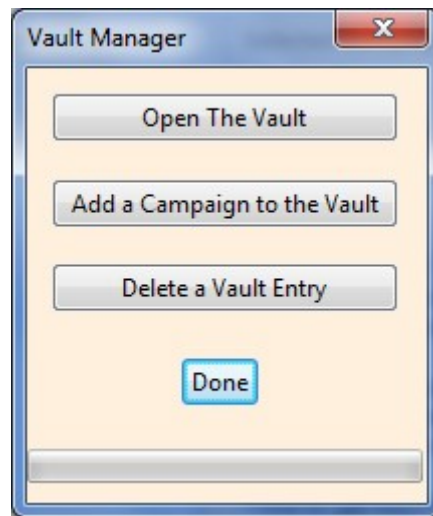 Vault Manager
Open The Vault
Add a Campaign to the Vault
Delete a Vault Entry
Done